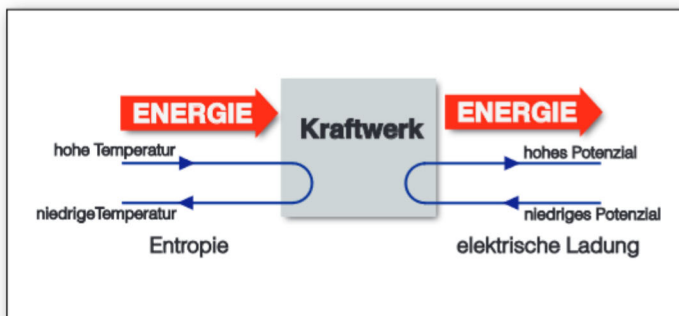 ENERGIE
ENERGIE
Kraftwerk
hohe Temperatur
hohes Potenzial
niedrigeTemperatur
niedriges Potenzial
Entropie
elektrische Ladung